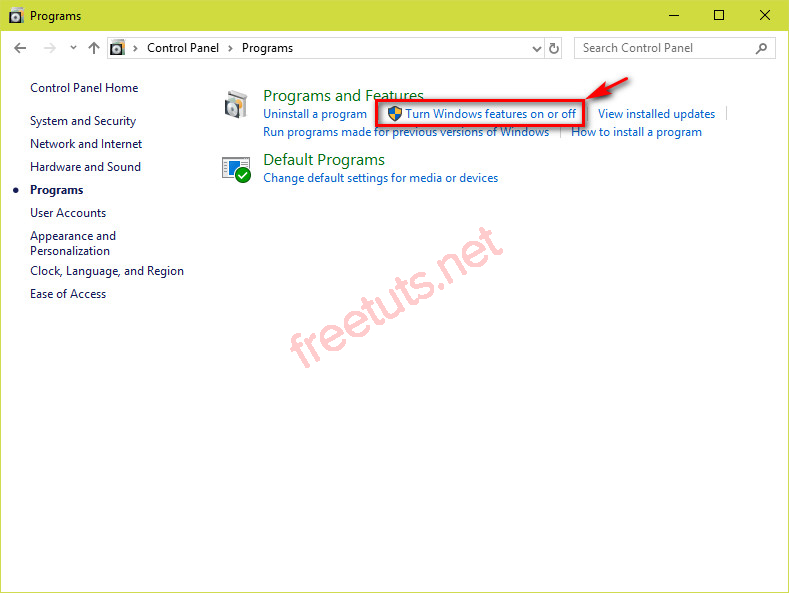 Programs
Control Panel > Programs
Search Control Panel
Control Panel Home
System and Security
Network and Internet
Hardware and Sound
Programs
User Accounts
Appearance and
Personalization
Clock, Language, and Region
Ease of Access
Programs and Features
Uninstall a program
Turn Windows features on or off
View installed updates
Run programs made for previous versions of Windows
How to install a program
Default Programs
Change default settings for media or devices
freetuts.net